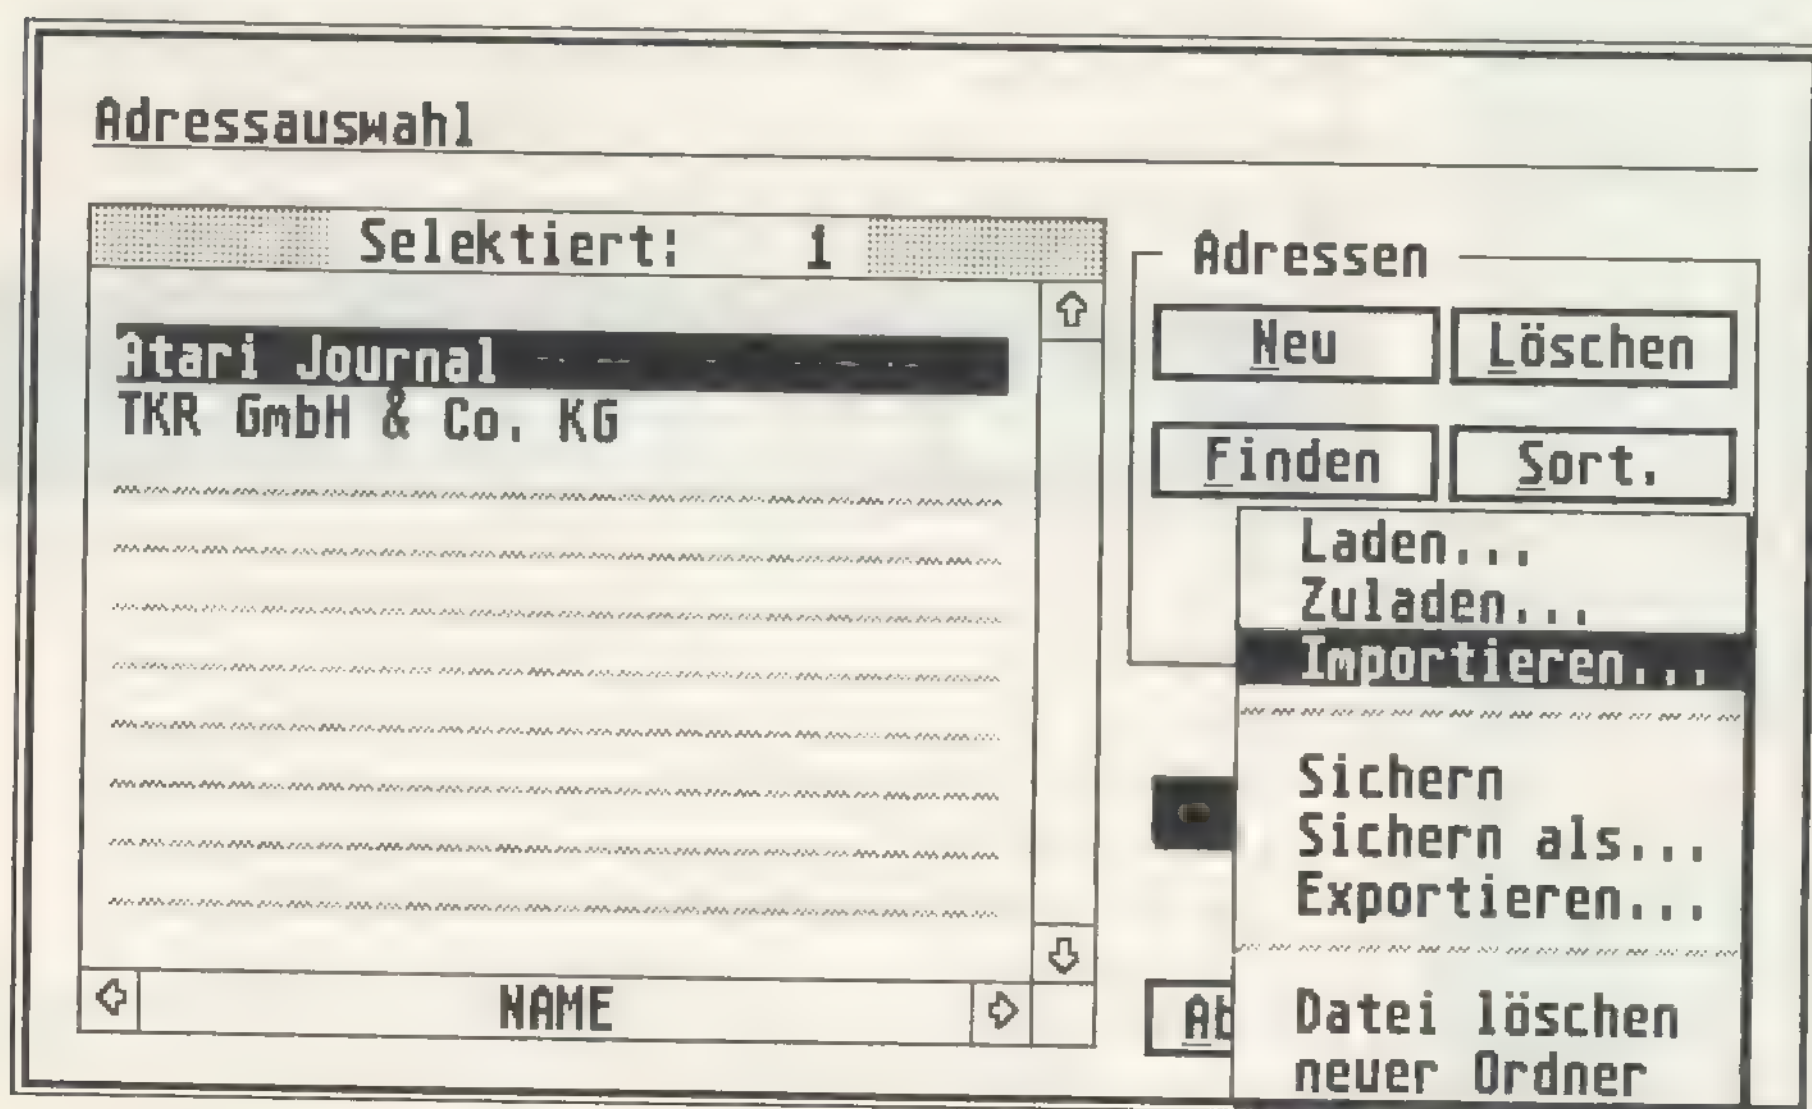 Adressauswahl
Selektiert: 1
Atari Journal
TKR GmbH & Co. KG
NAME
Adressen
Neu
Löschen
Finden
Sort.
Laden...
Zuladen...
Importieren...
Sichern
Sichern als...
Exportieren...
Datei löschen
neuer Ordner
Ab